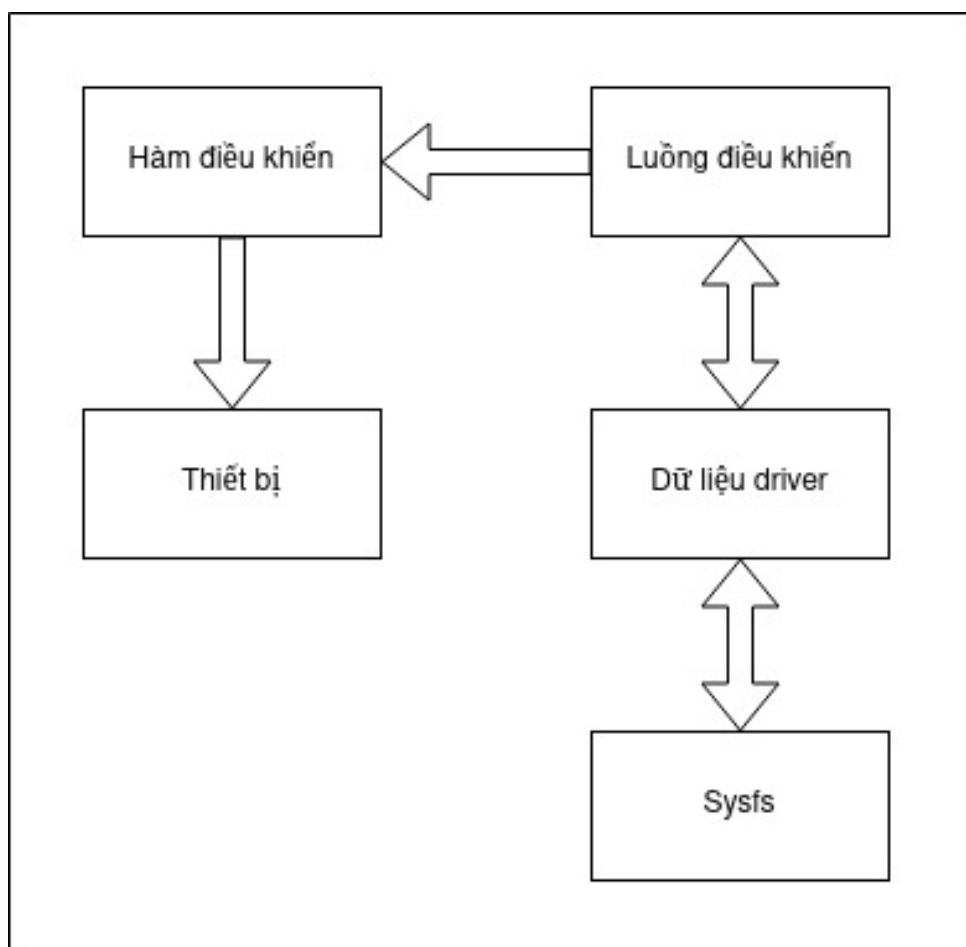 Hàm điều khiển
Luồng điều khiển
Thiết bị
Dữ liệu driver
Sysfs